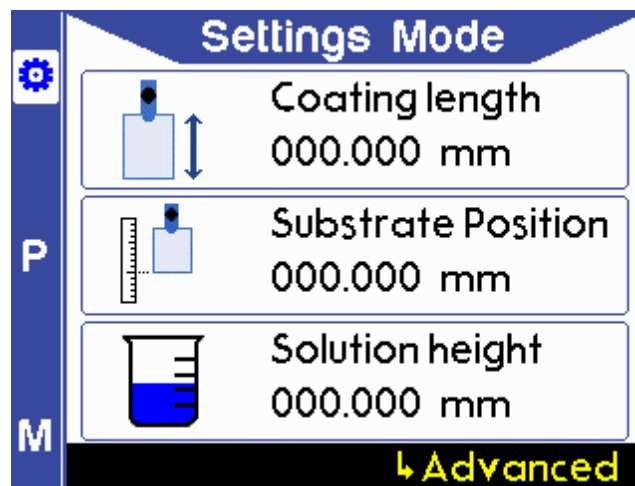 Settings Mode
Coating length
000.000 mm
P
Substrate Position
000.000 mm
Solution height
000.000 mm
M
↳ Advanced